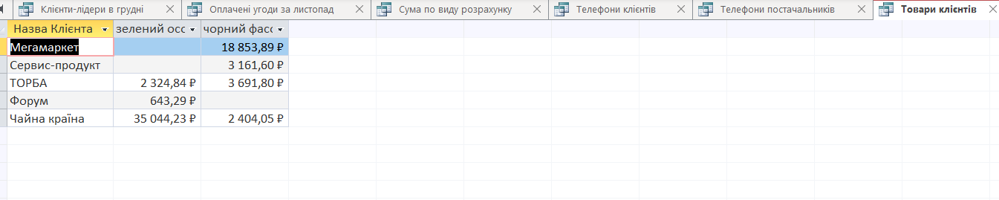 Клієнти-лідери в грудні Оплачені угоди за листопад Сума по виду розрахунку Телефони клієнтів Телефони постачальників Товари клієнтів
Назва Клієнта зелений осс чорний фасс
Мегамаркет 18 853,89 ₽
Сервис-продукт 3 161,60 ₽
ТОРБА 2 324,84 ₽ 3 691,80 ₽
Форум 643,29 ₽
Чайна країна 35 044,23 ₽ 2 404,05 ₽